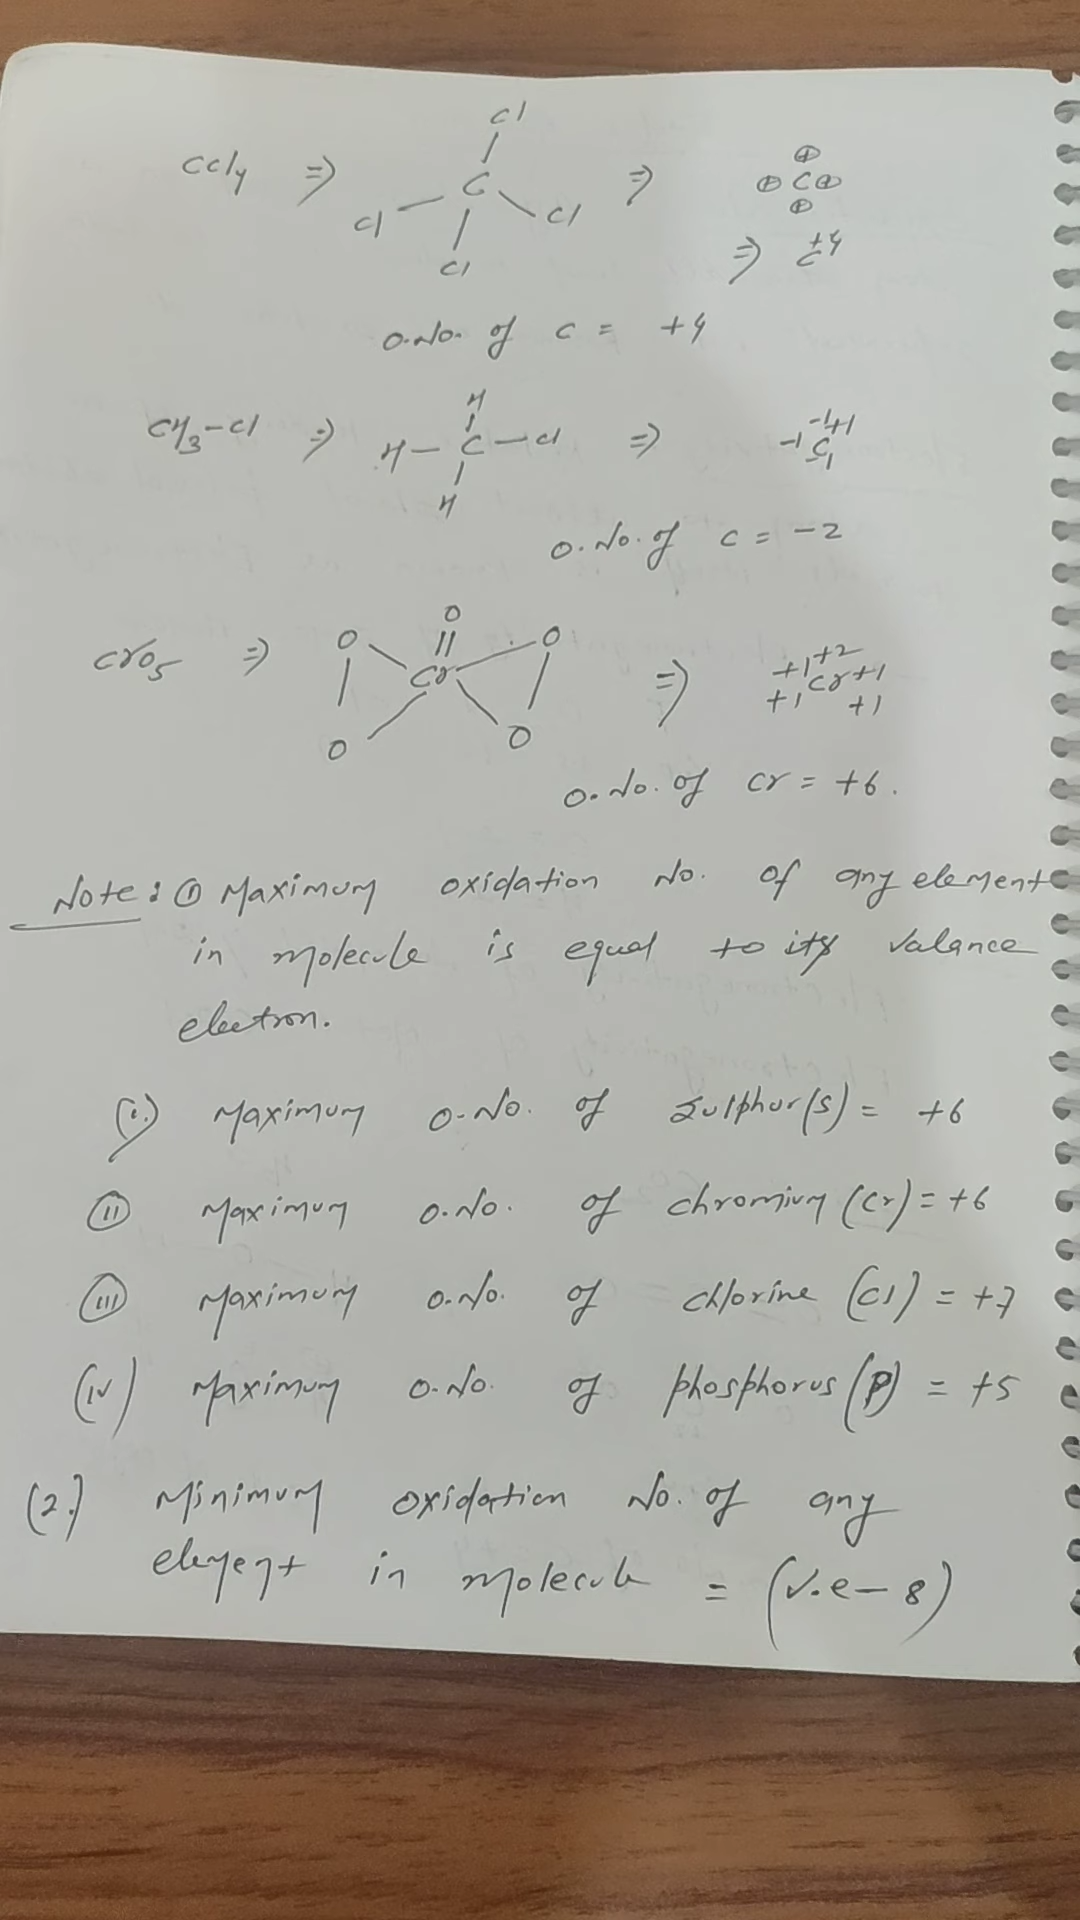 CCl4 ⇒ Cl Cl C Cl Cl ⇒ ⊕ ⊕ C ⊕ ⊕
⇒ C+4
O.No. of C = +4
CH3-Cl ⇒ H H-C-Cl H ⇒ -1 -1 C +1 -1
O.No. of C = -2
CrO5 ⇒ O O Cr O O O ⇒ +1 +2 +1 Cr +1 +1
O.No. of Cr = +6.
Note: ① Maximum oxidation No. of any element
in molecule is equal to its valance
electron.
(i.) Maximum O.No. of Sulphur(S) = +6
(ii) Maximum O.No. of chromium (Cr) = +6
(iii) Maximum O.No. of chlorine (Cl) = +7
(iv) Maximum O.No. of phosphorus (P) = +5
(2.) Minimum oxidation No. of any
element in molecule = (v.e - 8)